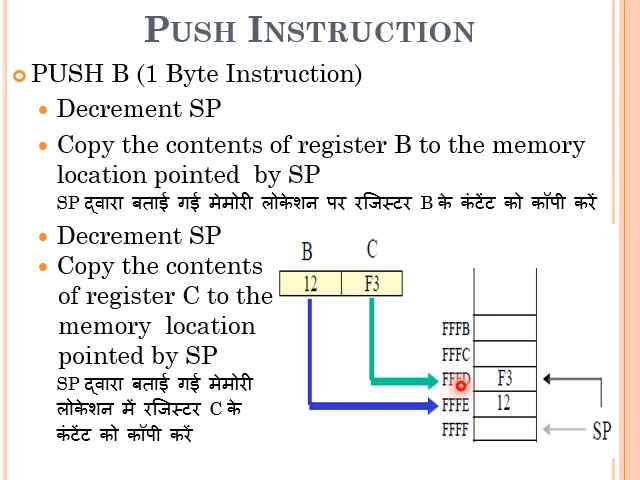 PUSH INSTRUCTION
PUSH B (1 Byte Instruction)
Decrement SP
Copy the contents of register B to the memory
location pointed by SP
SP द्वारा बताई गई मेमोरी लोकेशन पर रजिस्टर B के कंटेंट को कॉपी करें
Decrement SP
Copy the contents
of register C to the
memory location
pointed by SP
SP द्वारा बताई गई मेमोरी
लोकेशन में रजिस्टर C के
कंटेंट को कॉपी करें
B C
12 F3
FFFB
FFFC
FFFD F3
FFFE 12
FFFF
SP